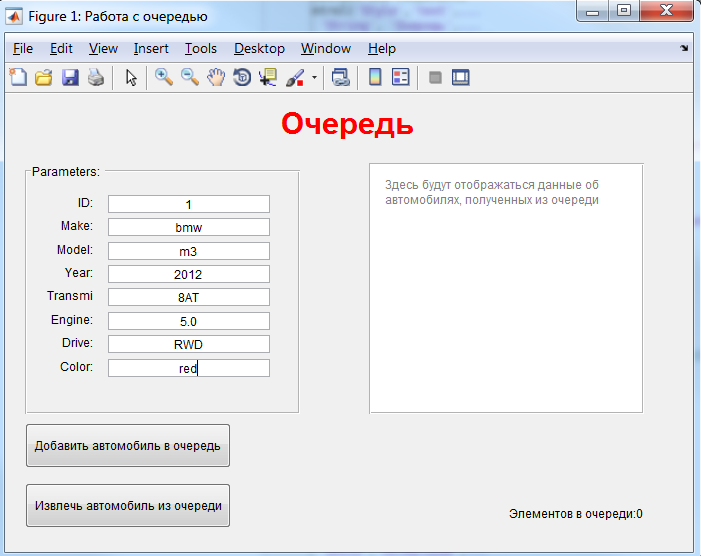 Figure 1: Работа с очередью
File Edit View Insert Tools Desktop Window Help
Очередь
Parameters:
ID: 1
Make: bmw
Model: m3
Year: 2012
Transmi 8AT
Engine: 5.0
Drive: RWD
Color: red
Здесь будут отображаться данные об
автомобилях, полученных из очереди
Добавить автомобиль в очередь
Извлечь автомобиль из очереди
Элементов в очереди:0